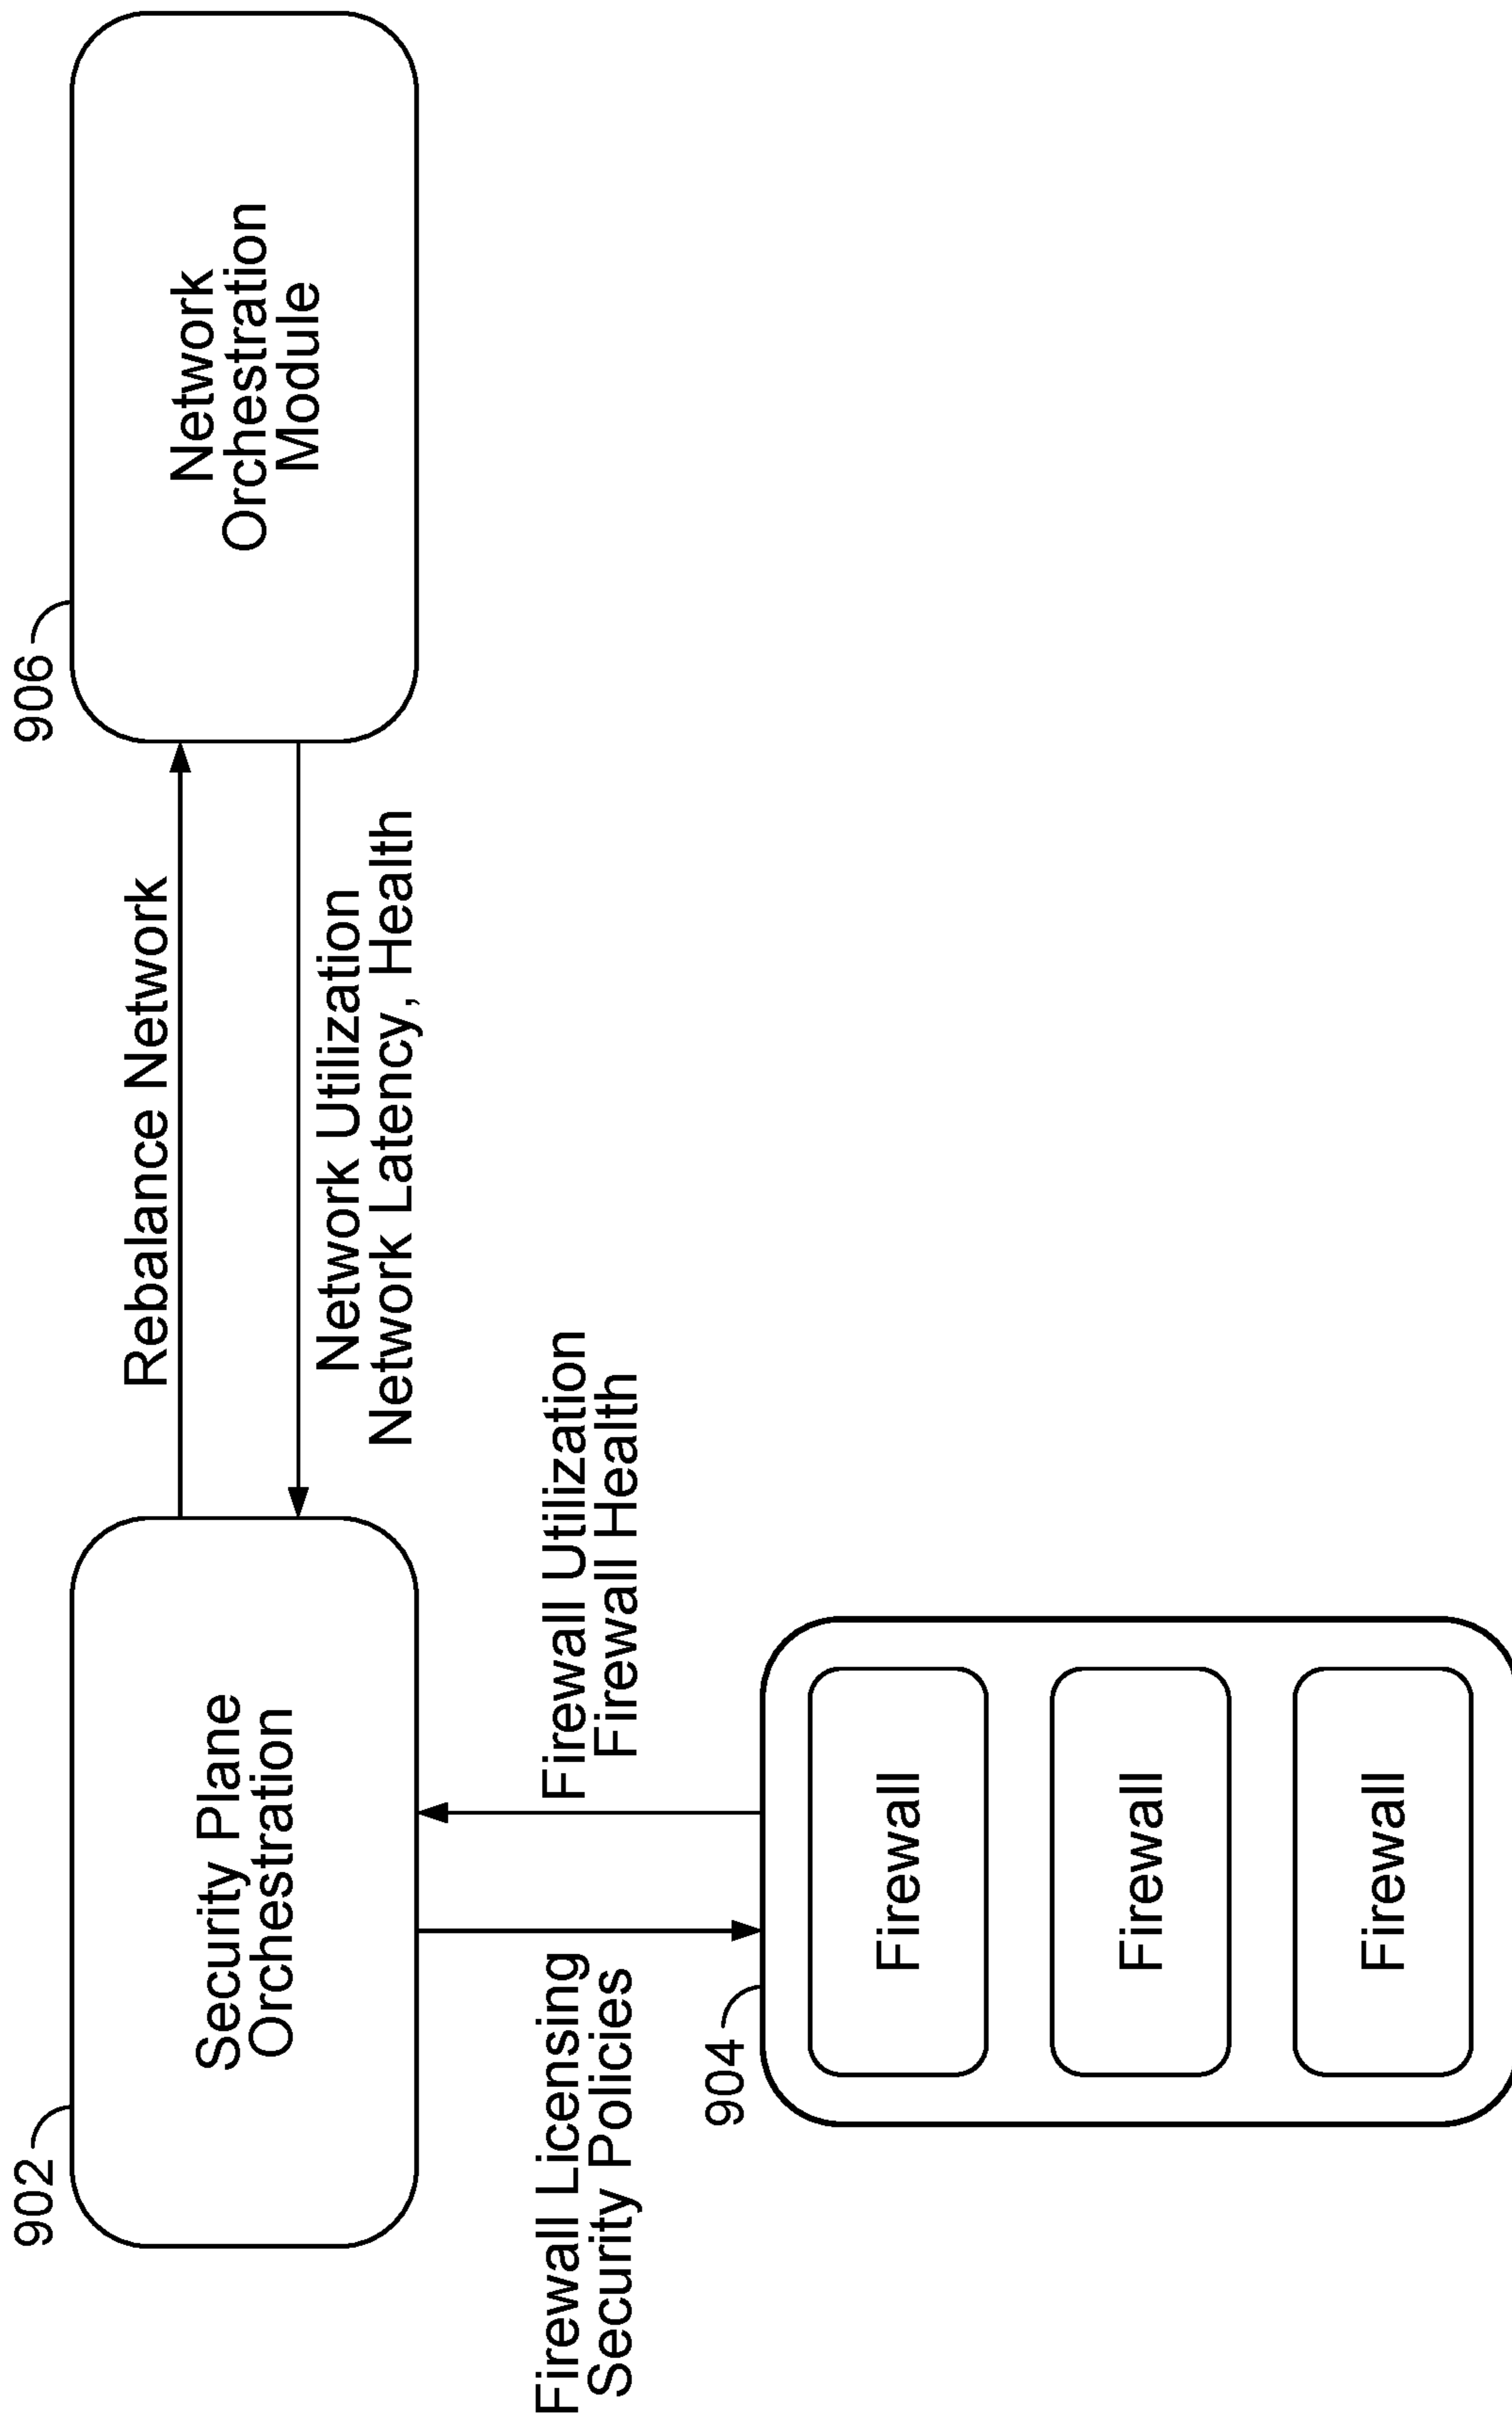 902
Security Plane
Orchestration
Rebalance Network
Network Utilization
Network Latency, Health
906
Network
Orchestration
Module
Firewall Licensing
Security Policies
Firewall Utilization
Firewall Health
904
Firewall
Firewall
Firewall